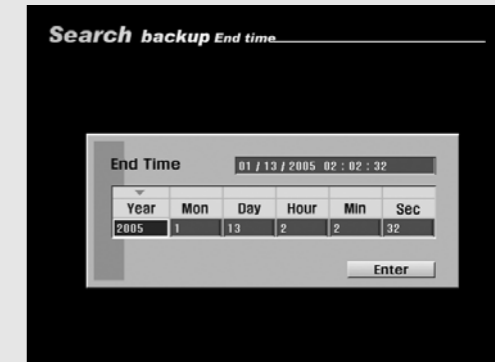 Search backup End time
End Time 01 / 13 / 2005 02 : 02 : 32
Year Mon Day Hour Min Sec
2005 1 13 2 2 32
Enter